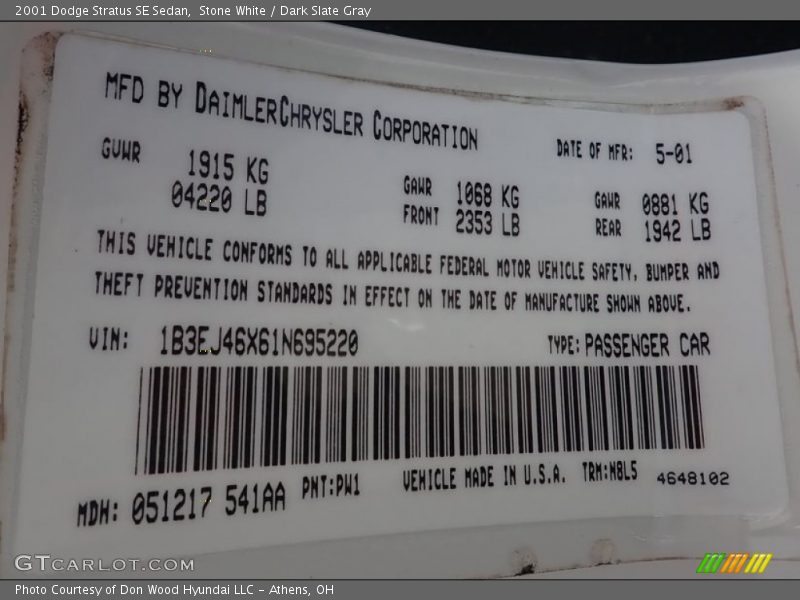 2001 Dodge Stratus SE Sedan,  Stone White / Dark Slate Gray
MFD BY DAIMLERCHRYSLER CORPORATION
DATE OF MFR: 5-01
GVWR 1915 KG
04220 LB
GAWR 1068 KG
FRONT 2353 LB
GAWR 0881 KG
REAR 1942 LB
THIS VEHICLE CONFORMS TO ALL APPLICABLE FEDERAL MOTOR VEHICLE SAFETY, BUMPER AND
THEFT PREVENTION STANDARDS IN EFFECT ON THE DATE OF MANUFACTURE SHOWN ABOVE.
VIN: 1B3EJ46X61N695220 TYPE: PASSENGER CAR
MDH: 051217 541AA PNT:PW1 VEHICLE MADE IN U.S.A. TRM:N8L5 4648102
GTCARLOT.COM
Photo Courtesy of Don Wood Hyundai LLC - Athens, OH